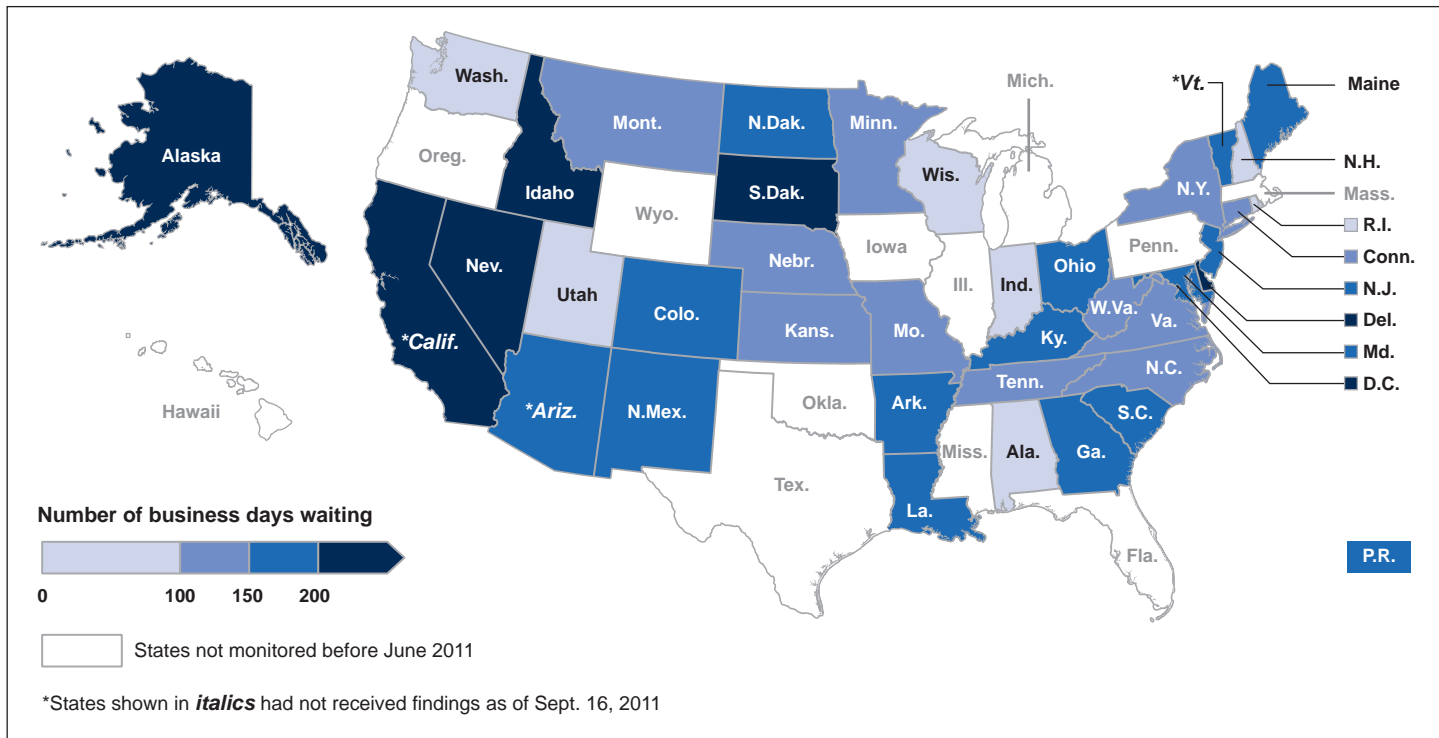 Wash.
Mich.
*Vt.
Maine
Mont.
N.Dak.
Minn.
Alaska
Oreg.
Idaho
S.Dak.
Wis.
N.Y.
N.H.
Mass.
Wyo.
R.I.
Iowa
Penn.
Conn.
Nev.
Nebr.
Ohio
Utah
Ill.
Ind.
N.J.
Colo.
W.Va.
Va.
Del.
*Calif.
Kans.
Mo.
Ky.
Md.
N.C.
Tenn.
D.C.
Hawaii
*Ariz.
N.Mex.
Okla.
Ark.
S.C.
Miss.
Ala.
Ga.
Tex.
La.
Fla.
P.R.
Number of business days waiting
0 100 150 200
States not monitored before June 2011
*States shown in italics had not received findings as of Sept. 16, 2011